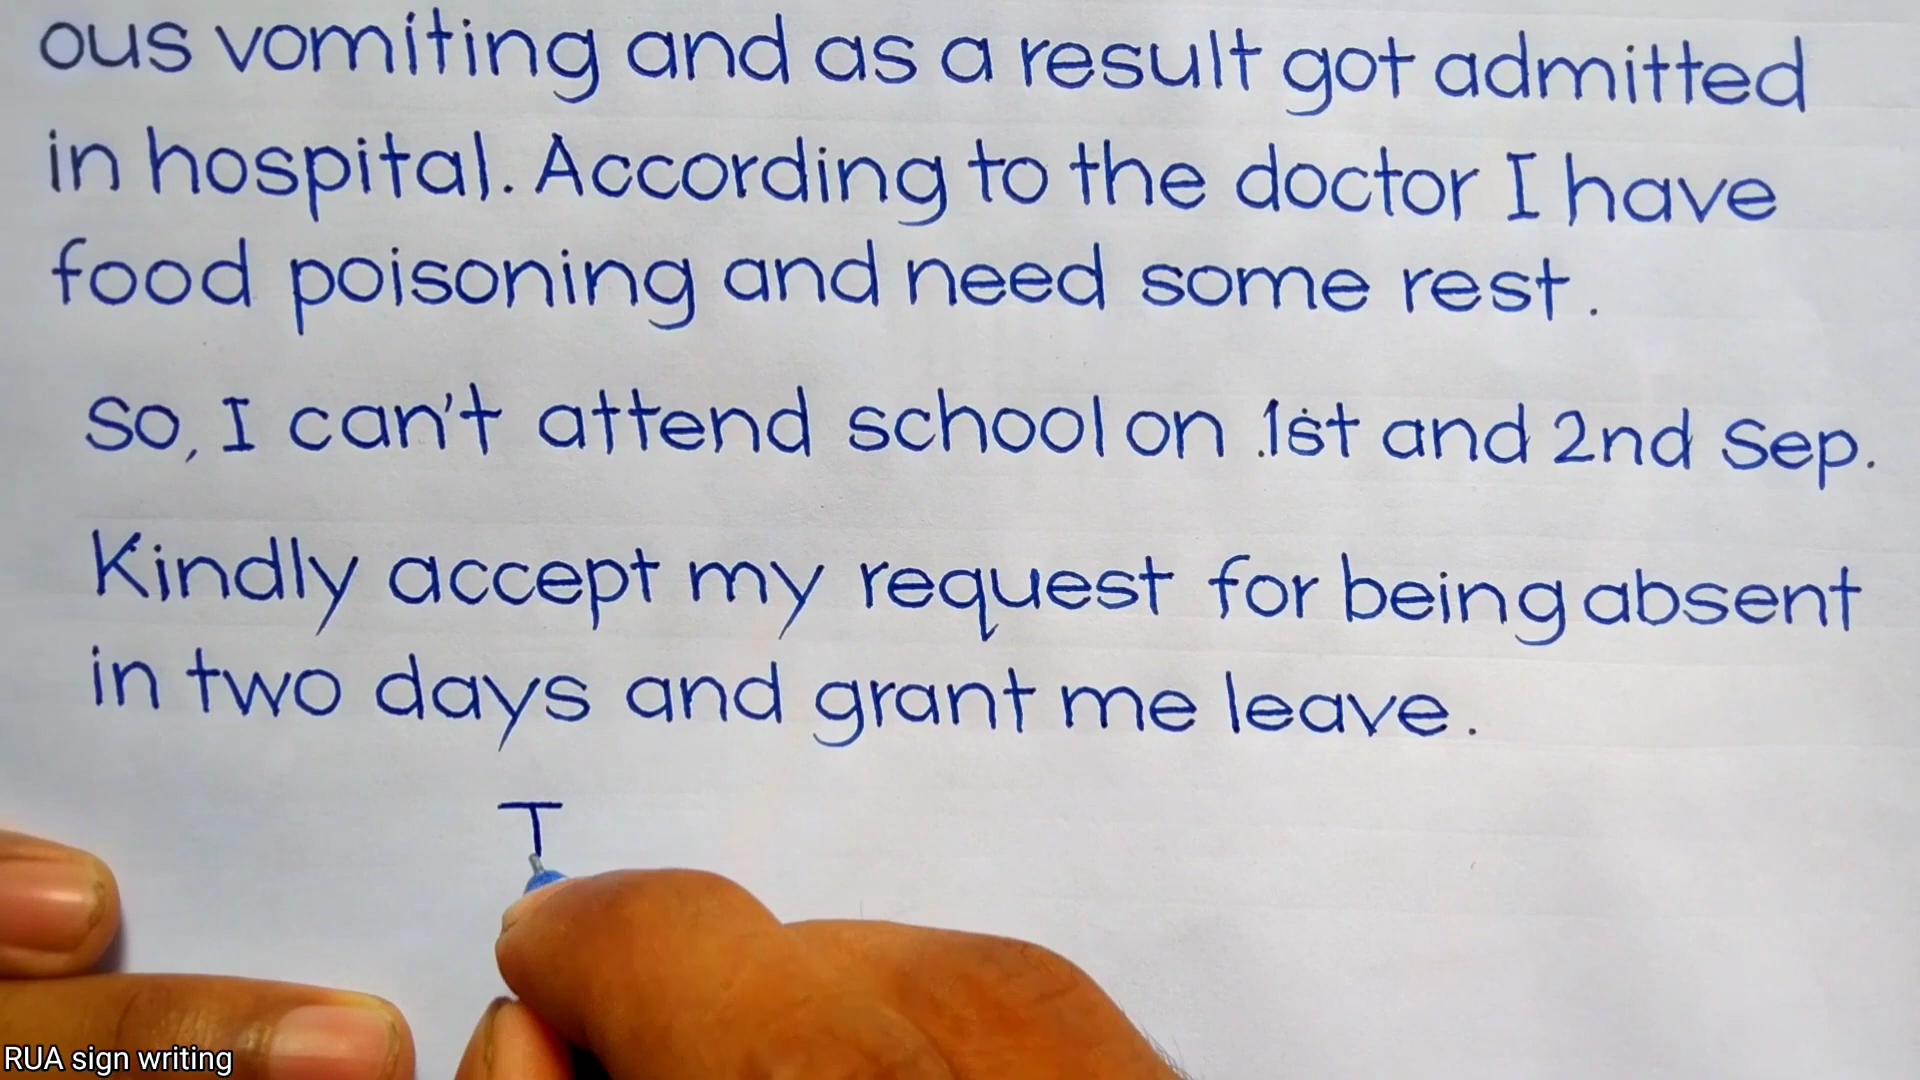 ous vomiting and as a result got admitted
in hospital. According to the doctor I have
food poisoning and need some rest.
So, I can't attend school on 1st and 2nd Sep.
Kindly accept my request for being absent
in two days and grant me leave.
T
RUA sign writing